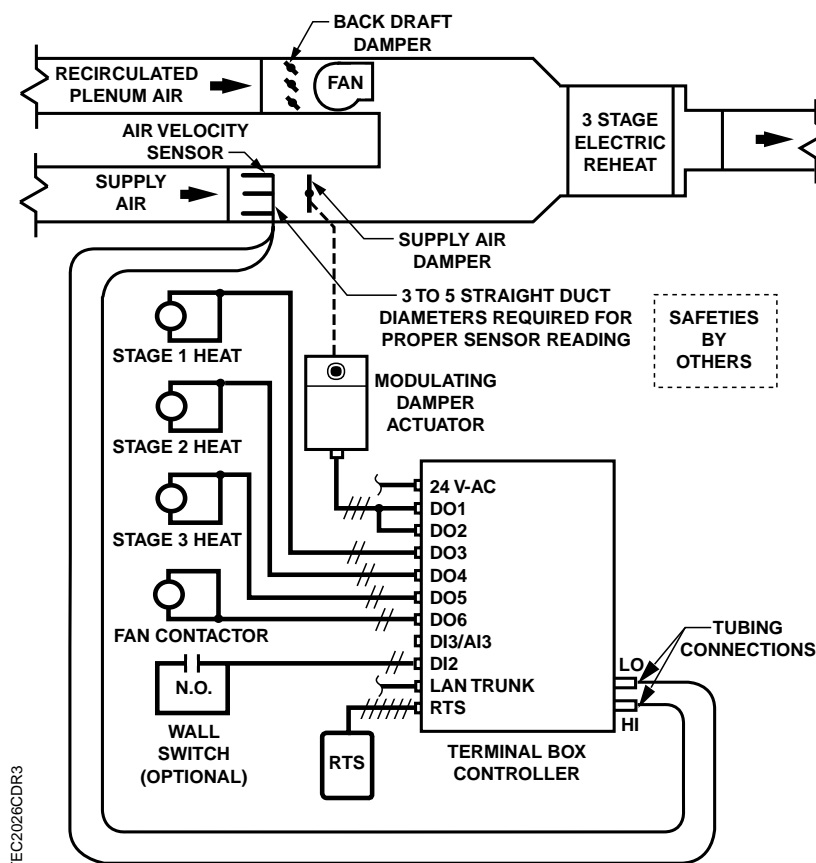 BACK DRAFT
DAMPER
RECIRCULATED
PLENUM AIR
FAN
AIR VELOCITY
SENSOR
3 STAGE
ELECTRIC
REHEAT
SUPPLY
AIR
SUPPLY AIR
DAMPER
3 TO 5 STRAIGHT DUCT
DIAMETERS REQUIRED FOR
PROPER SENSOR READING
SAFETIES
BY
OTHERS
STAGE 1 HEAT
MODULATING
DAMPER
ACTUATOR
STAGE 2 HEAT
STAGE 3 HEAT
FAN CONTACTOR
24 V-AC
DO1
DO2
DO3
DO4
DO5
DO6
DI3/AI3
DI2
LAN TRUNK
RTS
TUBING
CONNECTIONS
LO
HI
N.O.
WALL
SWITCH
(OPTIONAL)
RTS
TERMINAL BOX
CONTROLLER
TEC2026CDR3